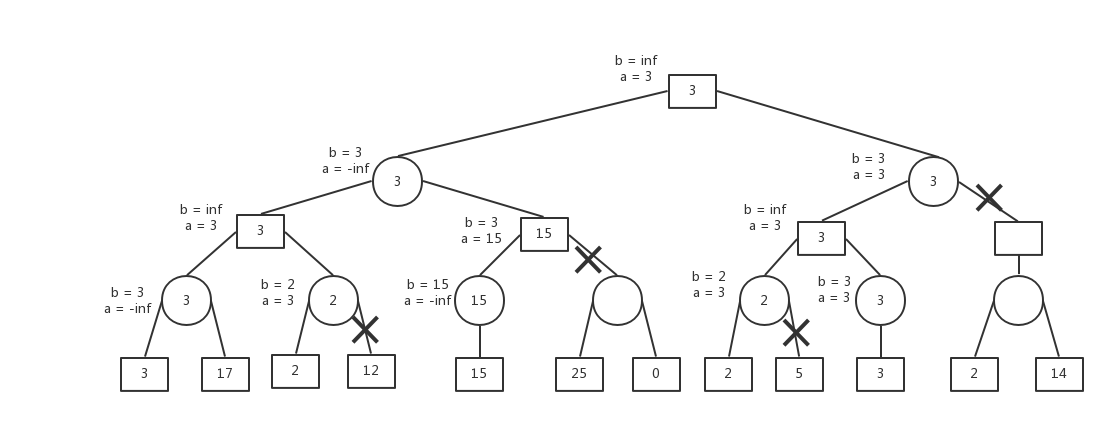 b = inf
a = 3
3
b = 3
a = -inf
3
b = 3
a = 3
3
b = inf
a = 3
3
b = 3
a = 15
15
b = inf
a = 3
3
b = 3
a = -inf
3
b = 2
a = 3
2
b = 15
a = -inf
15
b = 2
a = 3
2
b = 3
a = 3
3
3
17
2
12
15
25
0
2
5
3
2
14